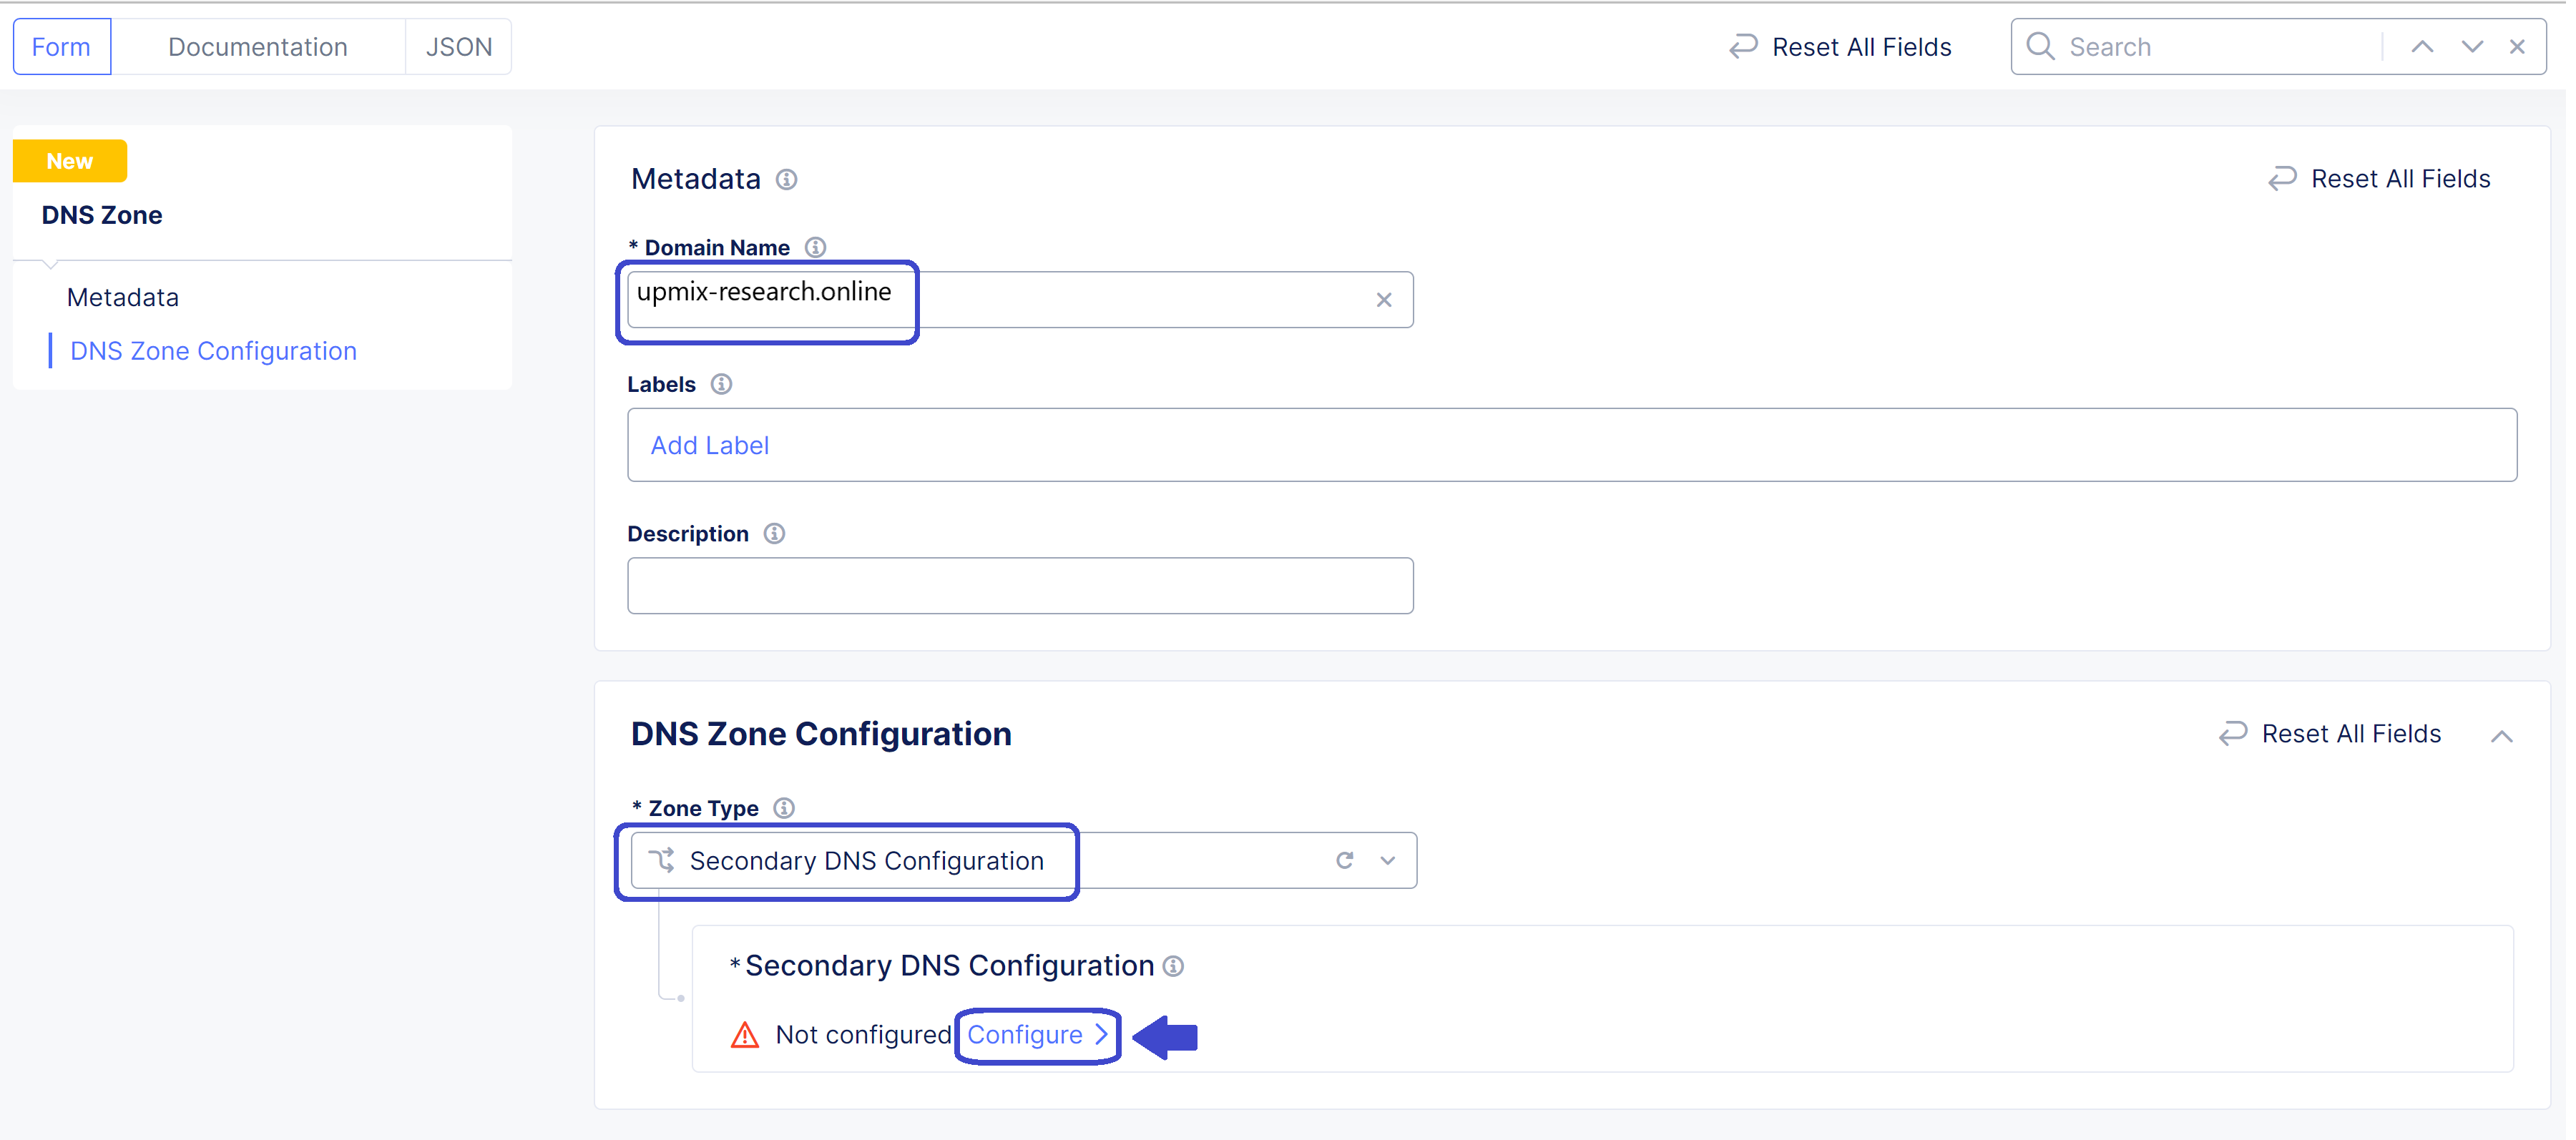 Form
Documentation
JSON
Reset All Fields
Search
New
DNS Zone
Metadata
DNS Zone Configuration
Metadata
Reset All Fields
* Domain Name
upmix-research.online
Labels
Add Label
Description
DNS Zone Configuration
Reset All Fields
* Zone Type
Secondary DNS Configuration
* Secondary DNS Configuration
Not configured Configure